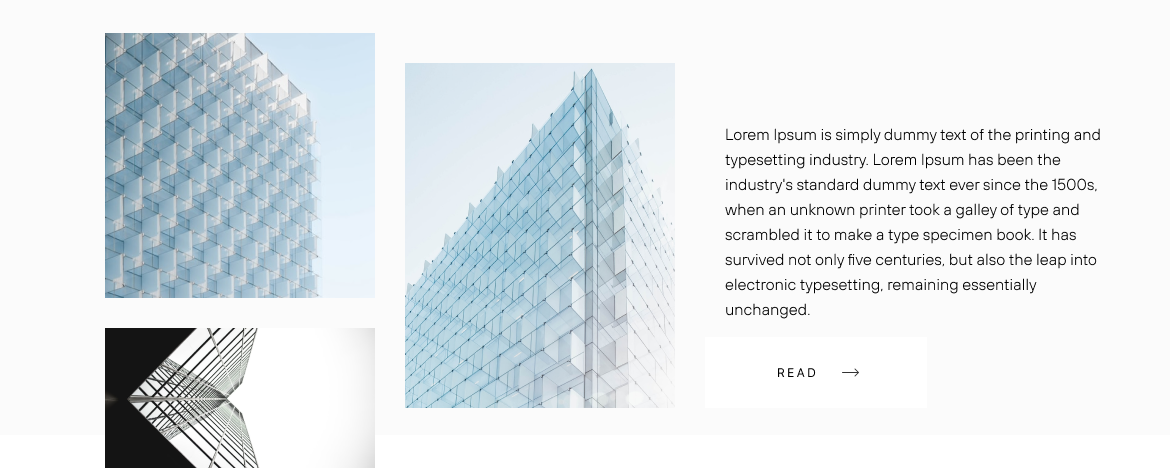 Lorem Ipsum is simply dummy text of the printing and
typesetting industry. Lorem Ipsum has been the
industry's standard dummy text ever since the 1500s,
when an unknown printer took a galley of type and
scrambled it to make a type specimen book. It has
survived not only five centuries, but also the leap into
electronic typesetting, remaining essentially
unchanged.
READ